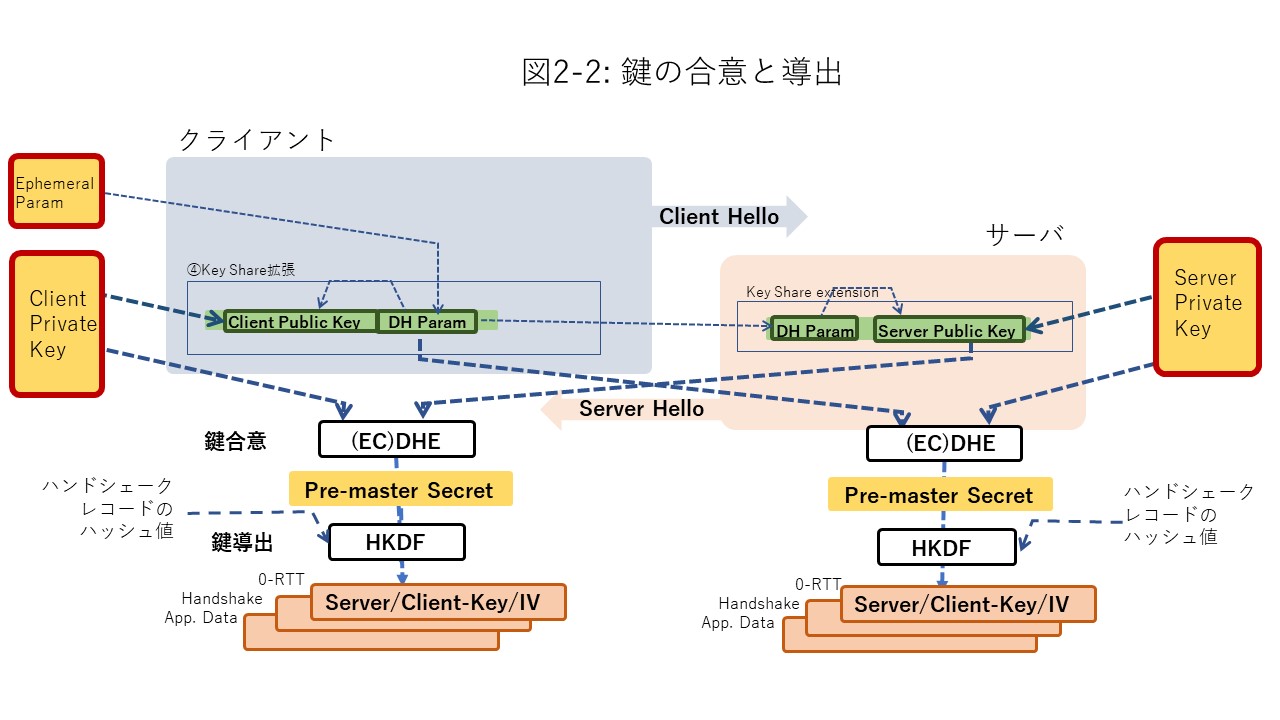 図2-2: 鍵の合意と導出
クライアント
Ephemeral
Param
Client Hello
サーバ
Client
Private
Key
④Key Share拡張
Client Public Key
DH Param
Key Share extension
DH Param
Server Public Key
Server
Private
Key
Server Hello
鍵合意
(EC)DHE
(EC)DHE
Pre-master Secret
Pre-master Secret
ハンドシェーク
レコードの
ハッシュ値
ハンドシェーク
レコードの
ハッシュ値
鍵導出
HKDF
HKDF
0-RTT
Handshake
App. Data
Server/Client-Key/IV
0-RTT
Handshake
App. Data
Server/Client-Key/IV